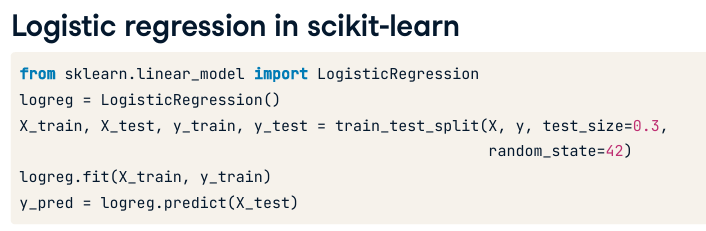 Logistic regression in scikit-learn
from sklearn.linear_model import LogisticRegression
logreg = LogisticRegression()
X_train, X_test, y_train, y_test = train_test_split(X, y, test_size=0.3,
random_state=42)
logreg.fit(X_train, y_train)
y_pred = logreg.predict(X_test)